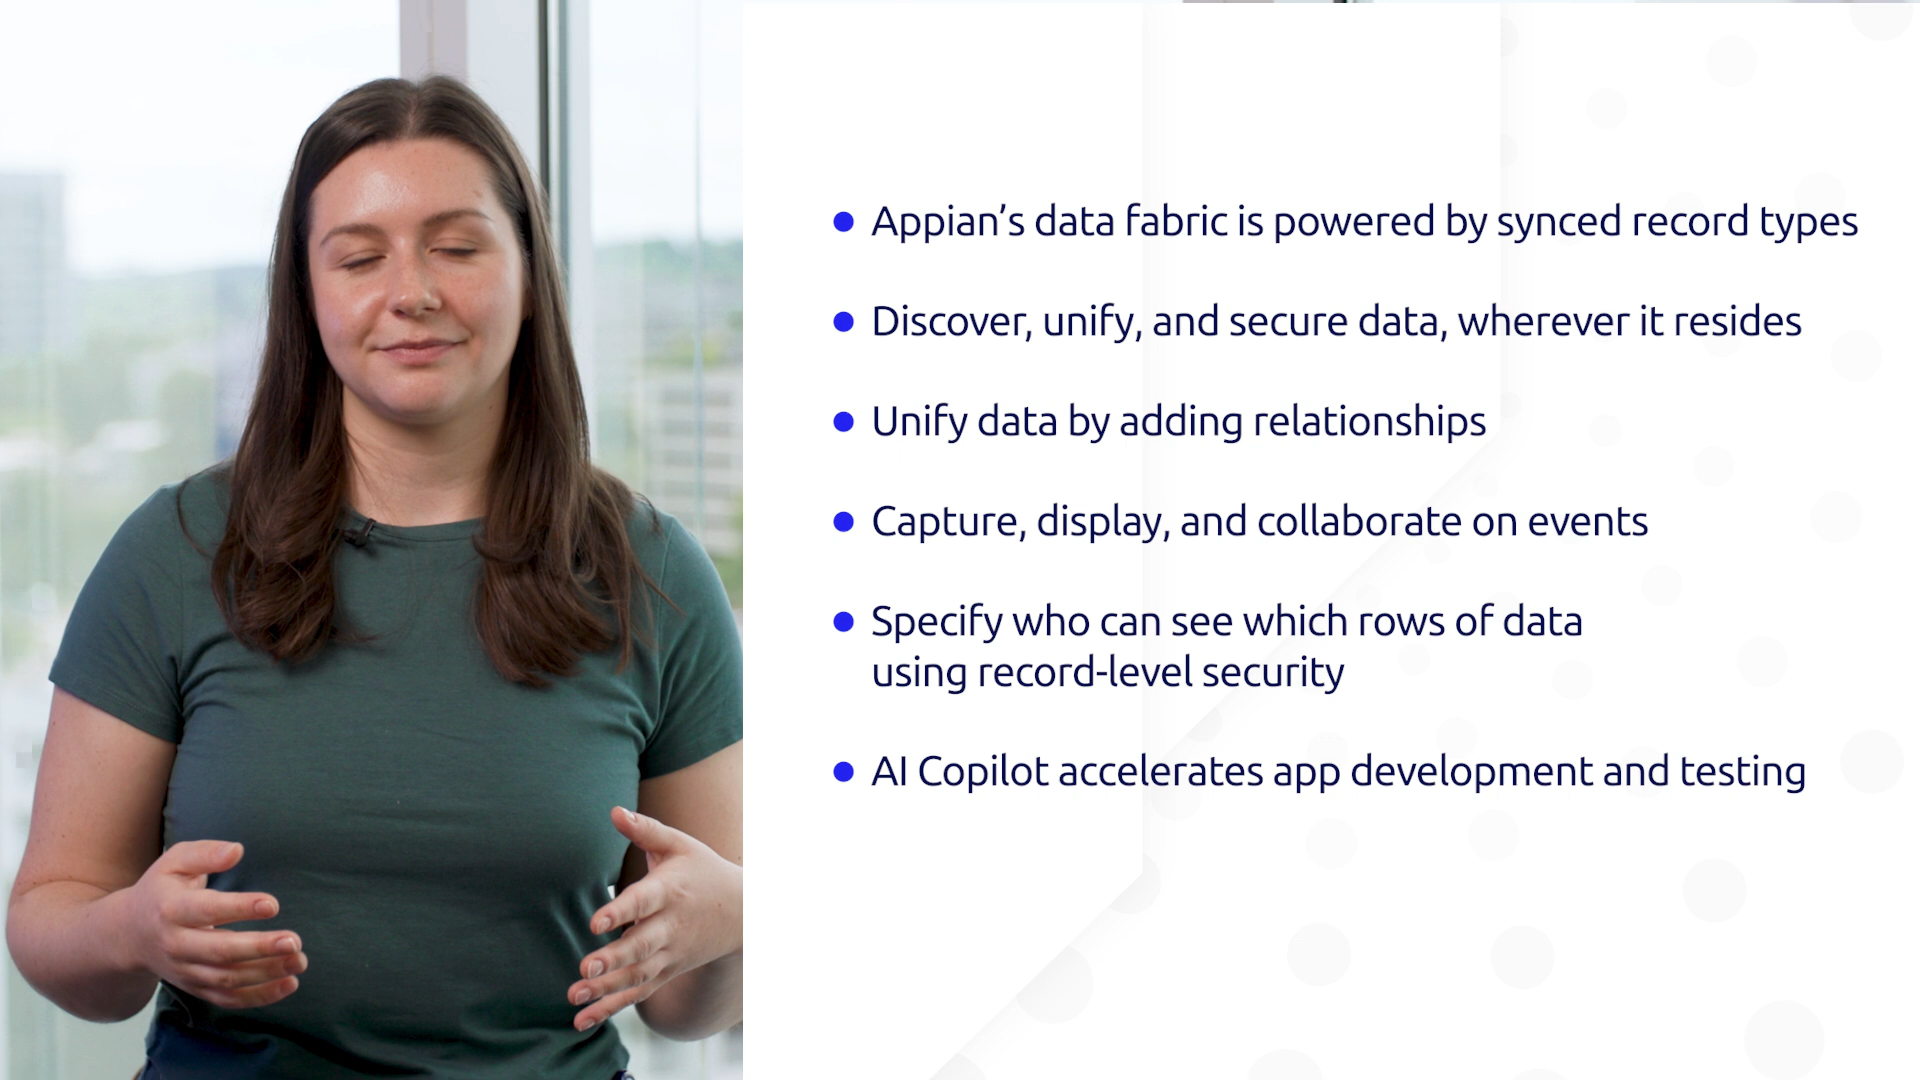 Appian’s data fabric is powered by synced record types
Discover, unify, and secure data, wherever it resides
Unify data by adding relationships
Capture, display, and collaborate on events
Specify who can see which rows of data
using record-level security
AI Copilot accelerates app development and testing